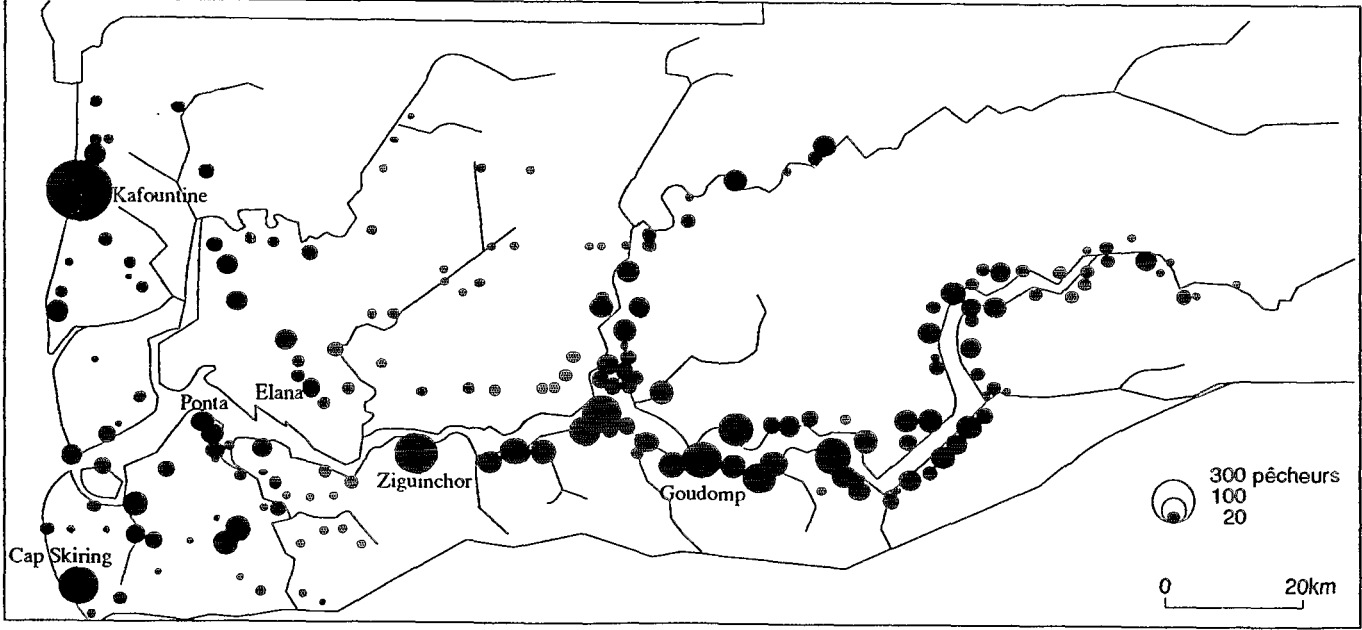 Kafountine
Elana
Ponta
Ziguinchor
Goudomp
Cap Skiring
300 pêcheurs
100
20
0 20km